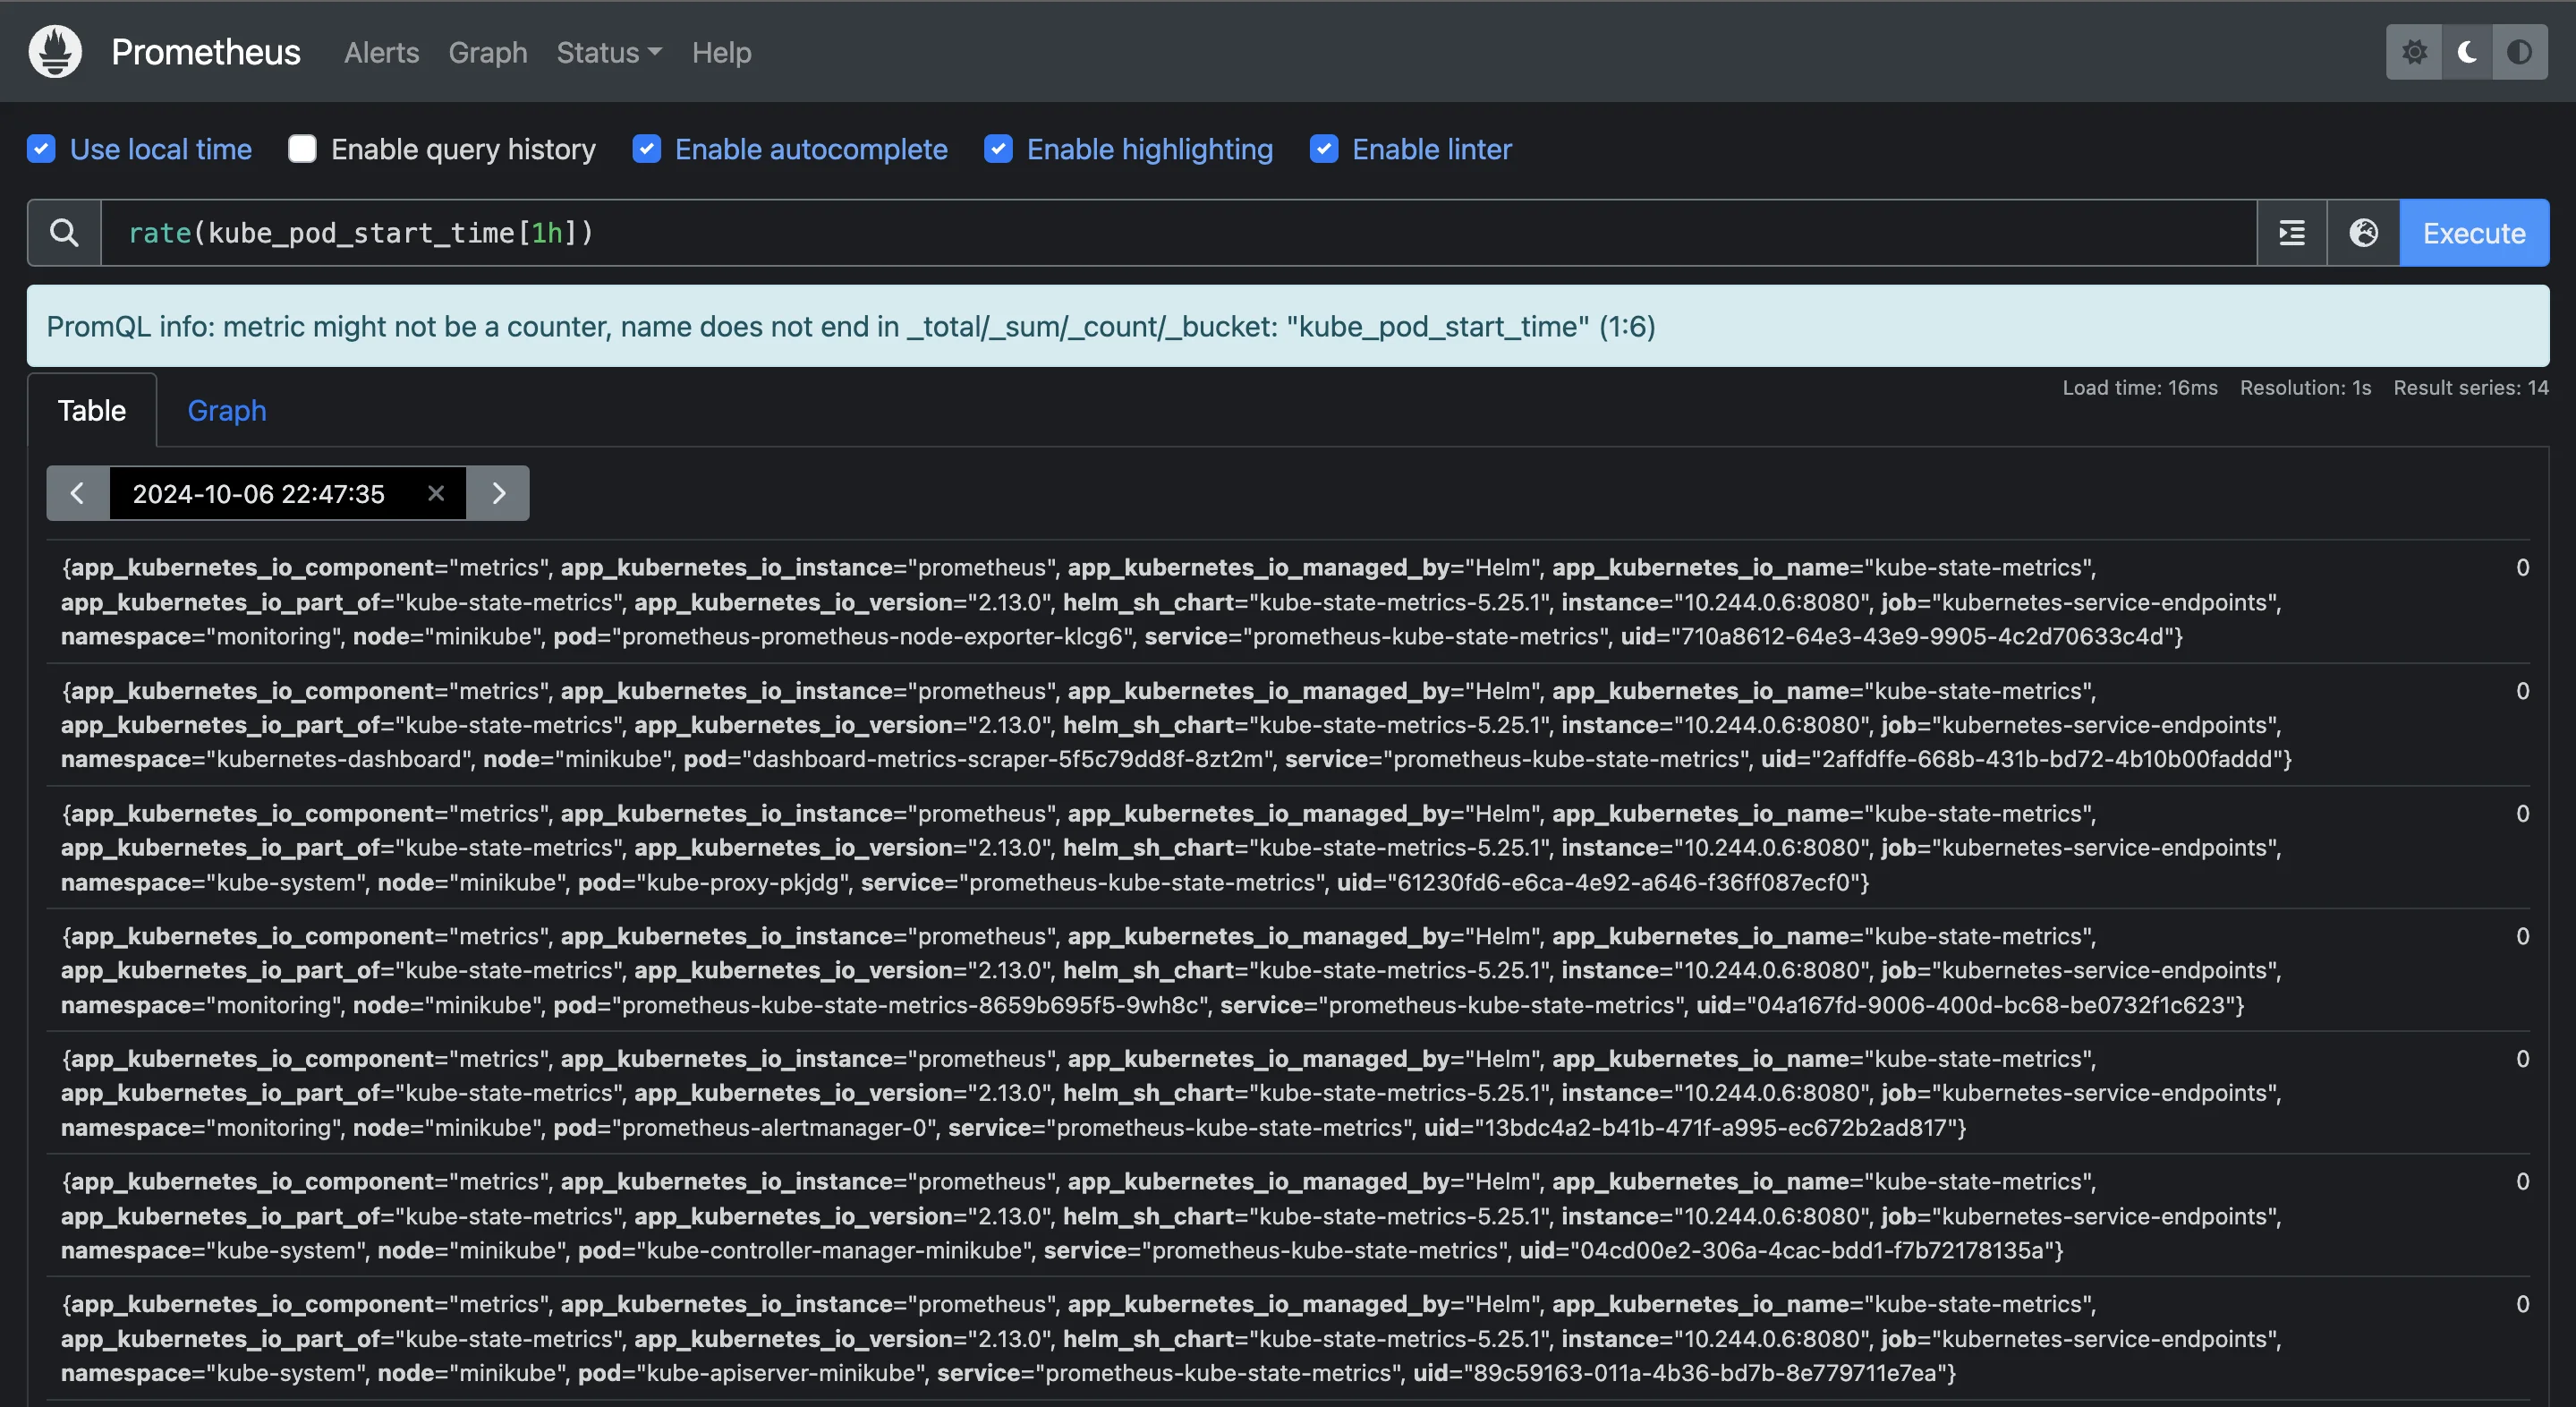 Prometheus Alerts Graph Status Help
Use local time Enable query history Enable autocomplete Enable highlighting Enable linter
rate(kube_pod_start_time[1h]) Execute
PromQL info: metric might not be a counter, name does not end in _total/_sum/_count/_bucket: "kube_pod_start_time" (1:6)
Load time: 16ms Resolution: 1s Result series: 14
Table Graph
2024-10-06 22:47:35
{app_kubernetes_io_component="metrics", app_kubernetes_io_instance="prometheus", app_kubernetes_io_managed_by="Helm", app_kubernetes_io_name="kube-state-metrics", 0
app_kubernetes_io_part_of="kube-state-metrics", app_kubernetes_io_version="2.13.0", helm_sh_chart="kube-state-metrics-5.25.1", instance="10.244.0.6:8080", job="kubernetes-service-endpoints",
namespace="monitoring", node="minikube", pod="prometheus-prometheus-node-exporter-klcg6", service="prometheus-kube-state-metrics", uid="710a8612-64e3-43e9-9905-4c2d70633c4d"}
{app_kubernetes_io_component="metrics", app_kubernetes_io_instance="prometheus", app_kubernetes_io_managed_by="Helm", app_kubernetes_io_name="kube-state-metrics", 0
app_kubernetes_io_part_of="kube-state-metrics", app_kubernetes_io_version="2.13.0", helm_sh_chart="kube-state-metrics-5.25.1", instance="10.244.0.6:8080", job="kubernetes-service-endpoints",
namespace="kubernetes-dashboard", node="minikube", pod="dashboard-metrics-scraper-5f5c79dd8f-8zt2m", service="prometheus-kube-state-metrics", uid="2affdffe-668b-431b-bd72-4b10b00faddd"}
{app_kubernetes_io_component="metrics", app_kubernetes_io_instance="prometheus", app_kubernetes_io_managed_by="Helm", app_kubernetes_io_name="kube-state-metrics", 0
app_kubernetes_io_part_of="kube-state-metrics", app_kubernetes_io_version="2.13.0", helm_sh_chart="kube-state-metrics-5.25.1", instance="10.244.0.6:8080", job="kubernetes-service-endpoints",
namespace="kube-system", node="minikube", pod="kube-proxy-pkjdg", service="prometheus-kube-state-metrics", uid="61230fd6-e6ca-4e92-a646-f36ff087ecf0"}
{app_kubernetes_io_component="metrics", app_kubernetes_io_instance="prometheus", app_kubernetes_io_managed_by="Helm", app_kubernetes_io_name="kube-state-metrics", 0
app_kubernetes_io_part_of="kube-state-metrics", app_kubernetes_io_version="2.13.0", helm_sh_chart="kube-state-metrics-5.25.1", instance="10.244.0.6:8080", job="kubernetes-service-endpoints",
namespace="monitoring", node="minikube", pod="prometheus-kube-state-metrics-8659b695f5-9wh8c", service="prometheus-kube-state-metrics", uid="04a167fd-9006-400d-bc68-be0732f1c623"}
{app_kubernetes_io_component="metrics", app_kubernetes_io_instance="prometheus", app_kubernetes_io_managed_by="Helm", app_kubernetes_io_name="kube-state-metrics", 0
app_kubernetes_io_part_of="kube-state-metrics", app_kubernetes_io_version="2.13.0", helm_sh_chart="kube-state-metrics-5.25.1", instance="10.244.0.6:8080", job="kubernetes-service-endpoints",
namespace="monitoring", node="minikube", pod="prometheus-alertmanager-0", service="prometheus-kube-state-metrics", uid="13bdc4a2-b41b-471f-a995-ec672b2ad817"}
{app_kubernetes_io_component="metrics", app_kubernetes_io_instance="prometheus", app_kubernetes_io_managed_by="Helm", app_kubernetes_io_name="kube-state-metrics", 0
app_kubernetes_io_part_of="kube-state-metrics", app_kubernetes_io_version="2.13.0", helm_sh_chart="kube-state-metrics-5.25.1", instance="10.244.0.6:8080", job="kubernetes-service-endpoints",
namespace="kube-system", node="minikube", pod="kube-controller-manager-minikube", service="prometheus-kube-state-metrics", uid="04cd00e2-306a-4cac-bdd1-f7b72178135a"}
{app_kubernetes_io_component="metrics", app_kubernetes_io_instance="prometheus", app_kubernetes_io_managed_by="Helm", app_kubernetes_io_name="kube-state-metrics", 0
app_kubernetes_io_part_of="kube-state-metrics", app_kubernetes_io_version="2.13.0", helm_sh_chart="kube-state-metrics-5.25.1", instance="10.244.0.6:8080", job="kubernetes-service-endpoints",
namespace="kube-system", node="minikube", pod="kube-apiserver-minikube", service="prometheus-kube-state-metrics", uid="89c59163-011a-4b36-bd7b-8e779711e7ea"}